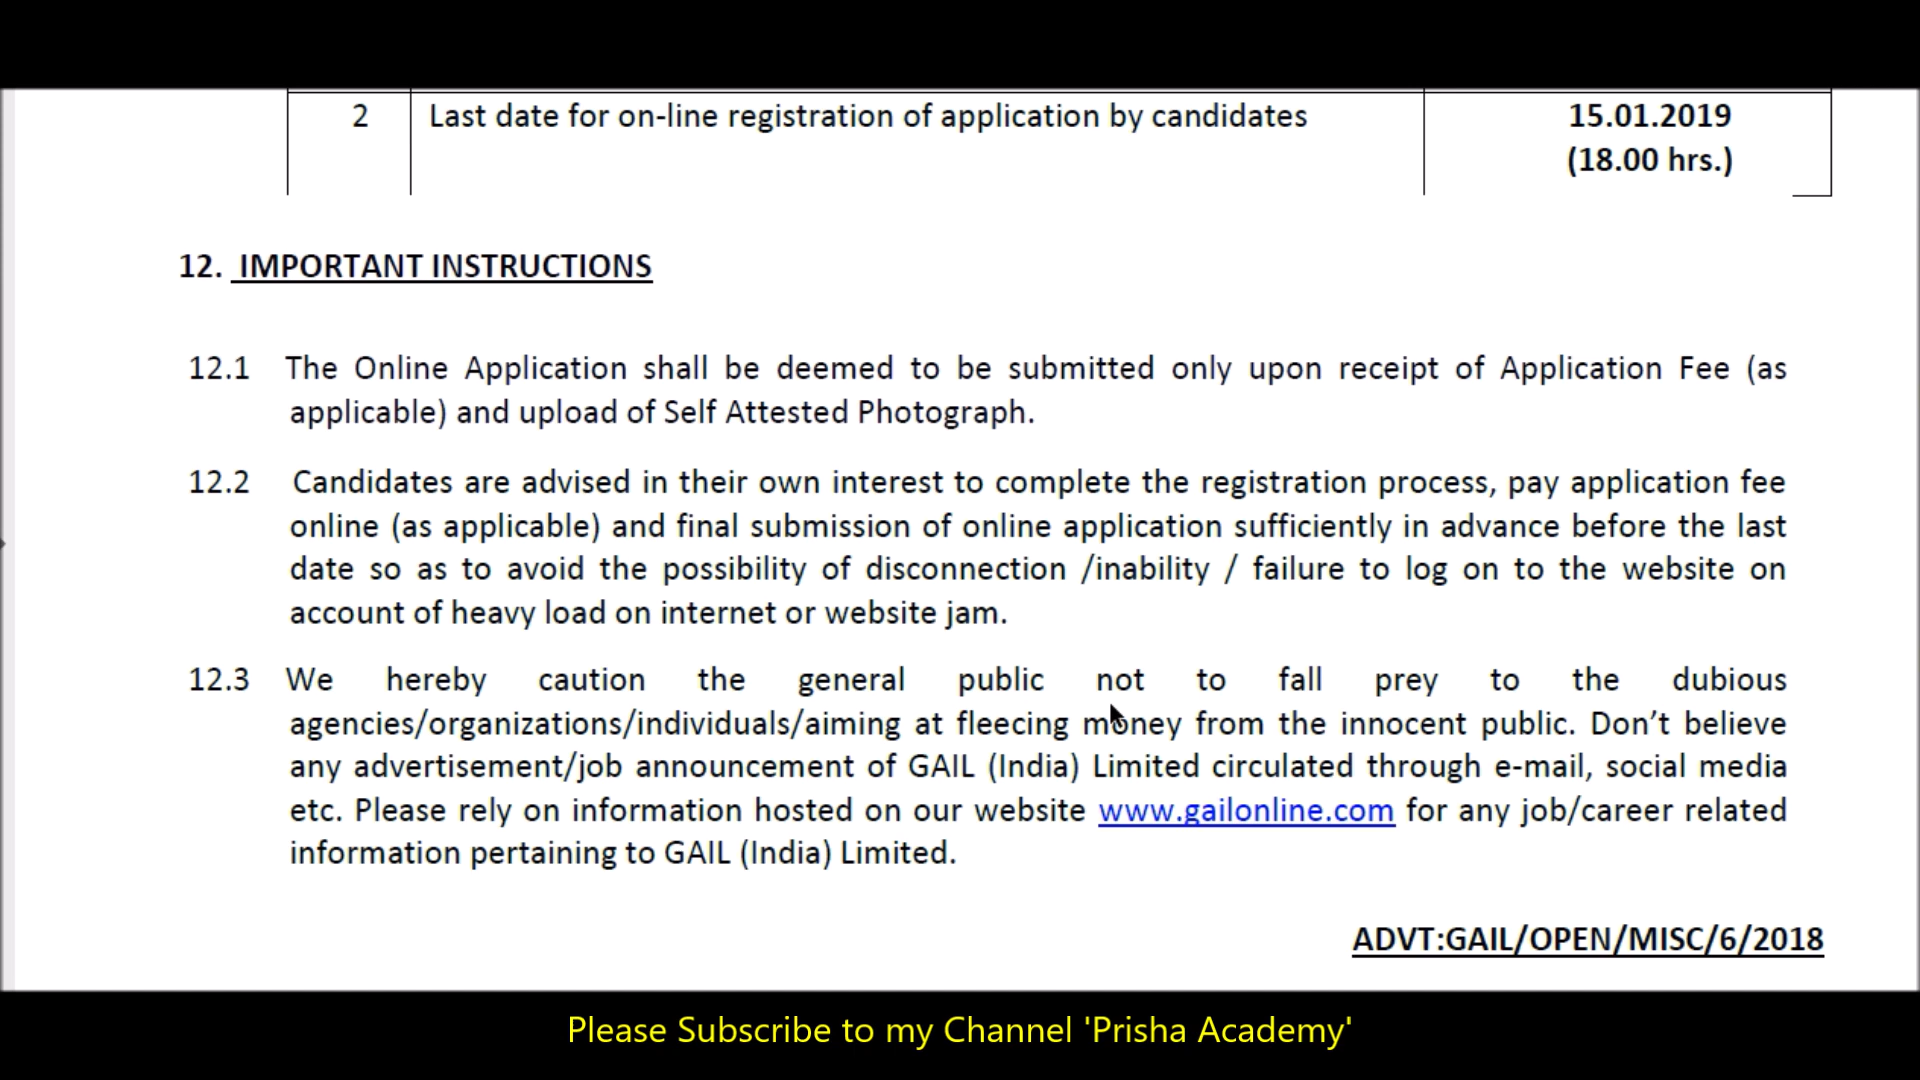 2 Last date for on-line registration of application by candidates 15.01.2019
(18.00 hrs.)
12. IMPORTANT INSTRUCTIONS
12.1 The Online Application shall be deemed to be submitted only upon receipt of Application Fee (as
applicable) and upload of Self Attested Photograph.
12.2 Candidates are advised in their own interest to complete the registration process, pay application fee
online (as applicable) and final submission of online application sufficiently in advance before the last
date so as to avoid the possibility of disconnection /inability / failure to log on to the website on
account of heavy load on internet or website jam.
12.3 We hereby caution the general public not to fall prey to the dubious
agencies/organizations/individuals/aiming at fleecing money from the innocent public. Don’t believe
any advertisement/job announcement of GAIL (India) Limited circulated through e-mail, social media
etc. Please rely on information hosted on our website www.gailonline.com for any job/career related
information pertaining to GAIL (India) Limited.
ADVT:GAIL/OPEN/MISC/6/2018
Please Subscribe to my Channel 'Prisha Academy'